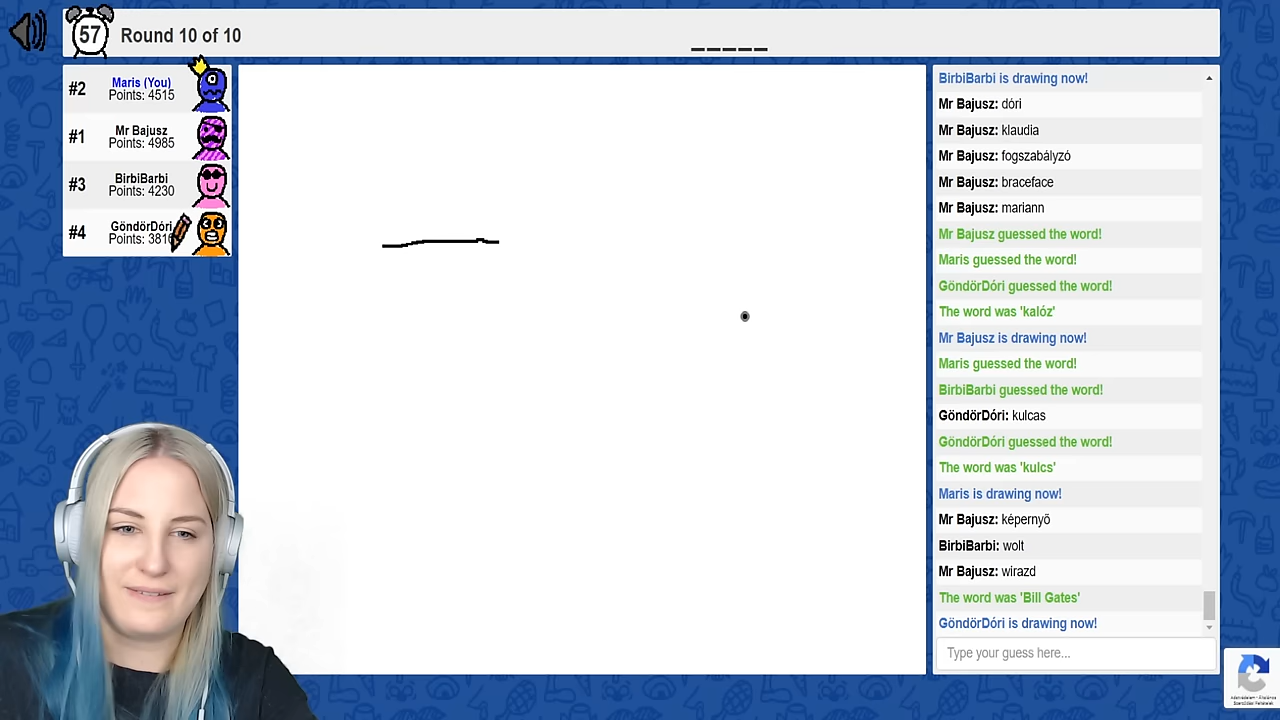 57
Round 10 of 10
_ _ _ _ _
#2
Maris (You)
Points: 4515
#1
Mr Bajusz
Points: 4985
#3
BirbiBarbi
Points: 4230
#4
GöndörDóri
Points: 3816
BirbiBarbi is drawing now!
Mr Bajusz: dóri
Mr Bajusz: klaudia
Mr Bajusz: fogszabályzó
Mr Bajusz: braceface
Mr Bajusz: mariann
Mr Bajusz guessed the word!
Maris guessed the word!
GöndörDóri guessed the word!
The word was 'kalóz'
Mr Bajusz is drawing now!
Maris guessed the word!
BirbiBarbi guessed the word!
GöndörDóri: kulcas
GöndörDóri guessed the word!
The word was 'kulcs'
Maris is drawing now!
Mr Bajusz: képernyő
BirbiBarbi: wolt
Mr Bajusz: wirazd
The word was 'Bill Gates'
GöndörDóri is drawing now!
Type your guess here...